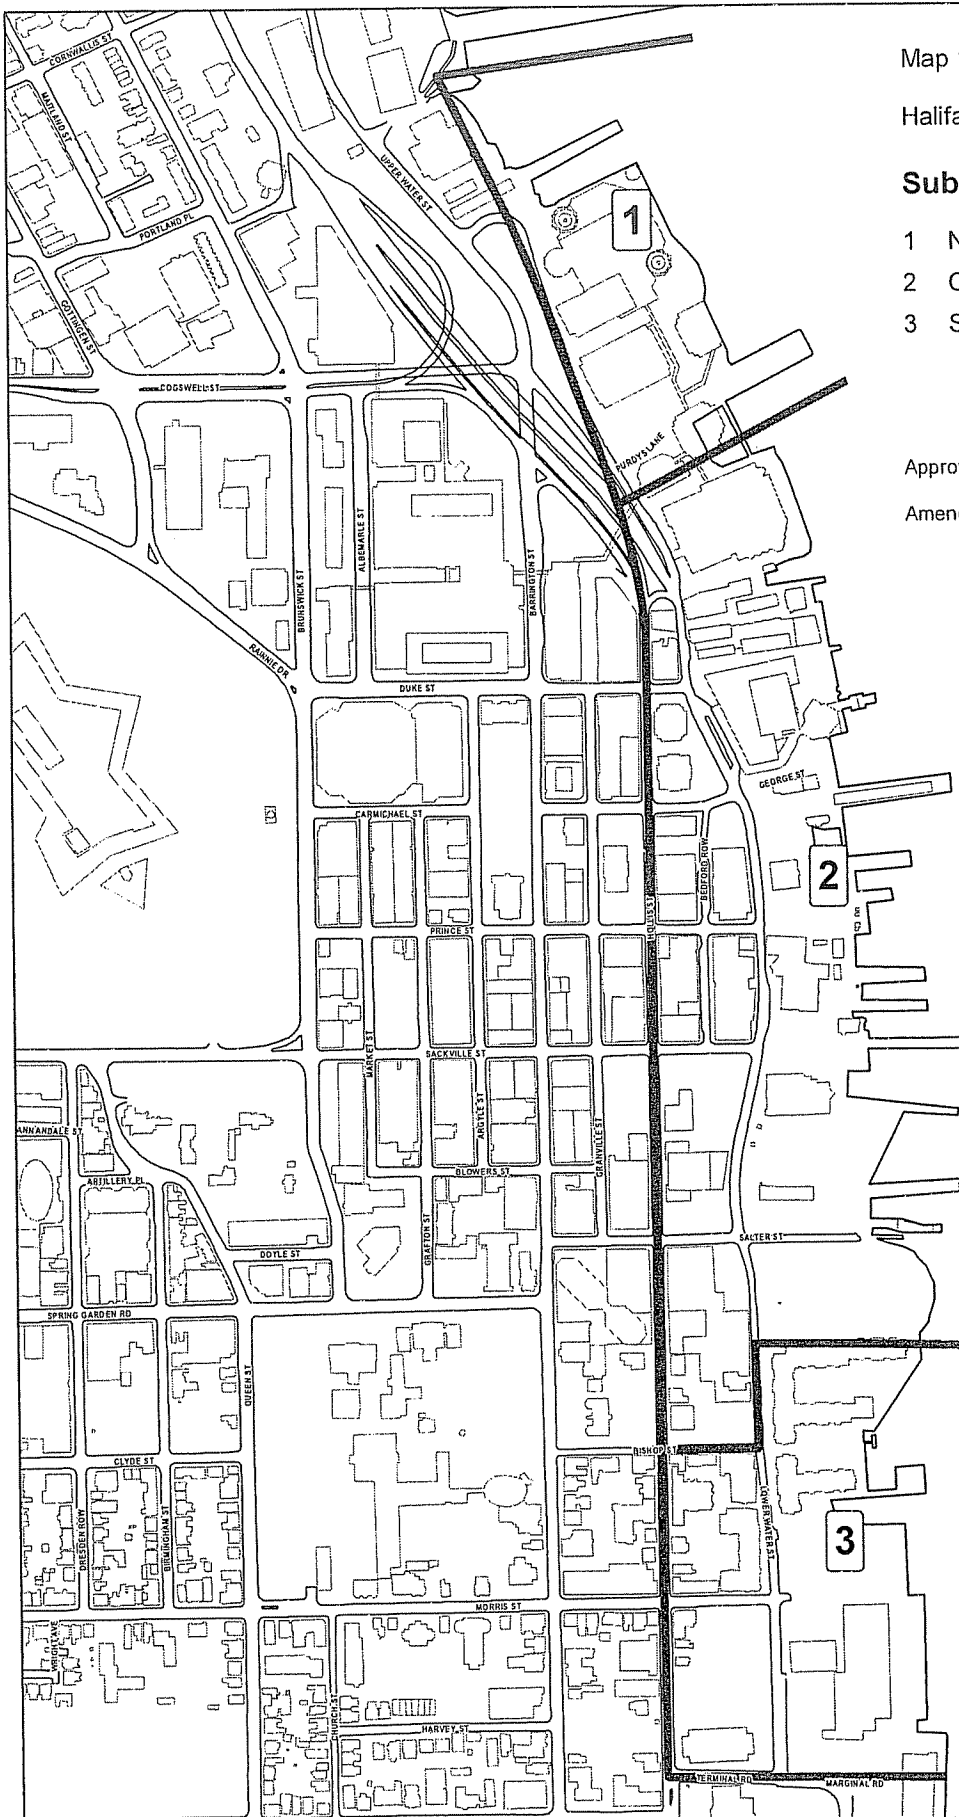 Map
Halifa
Sub
1 N
2 C
3 S
Approv
Amen
CORNWALLIS ST
MAITLAND ST
UPPER WATER ST
1
PORTLAND PL
GOTTINGEN ST
COGSWELL ST
PURDYS LANE
ALBEMARLE ST
BARRINGTON ST
BRUNSWICK ST
RAINNIE DR
DUKE ST
GEORGE ST
CARMICHAEL ST
BEDFORD ROW
2
HOLLIS ST
PRINCE ST
MARKET ST
SACKVILLE ST
ARGYLE ST
ANNANDALE ST
GRANVILLE ST
BLOWERS ST
ARTILLERY PL
GRAFTON ST
SALTER ST
DOYLE ST
SPRING GARDEN RD
QUEEN ST
BISHOP ST
CLYDE ST
LOWER WATER ST
DRESDEN ROW
BIRMINGHAM ST
3
MORRIS ST
WRIGHT AVE
CHURCH ST
HARVEY ST
TERMINAL RD
MARGINAL RD